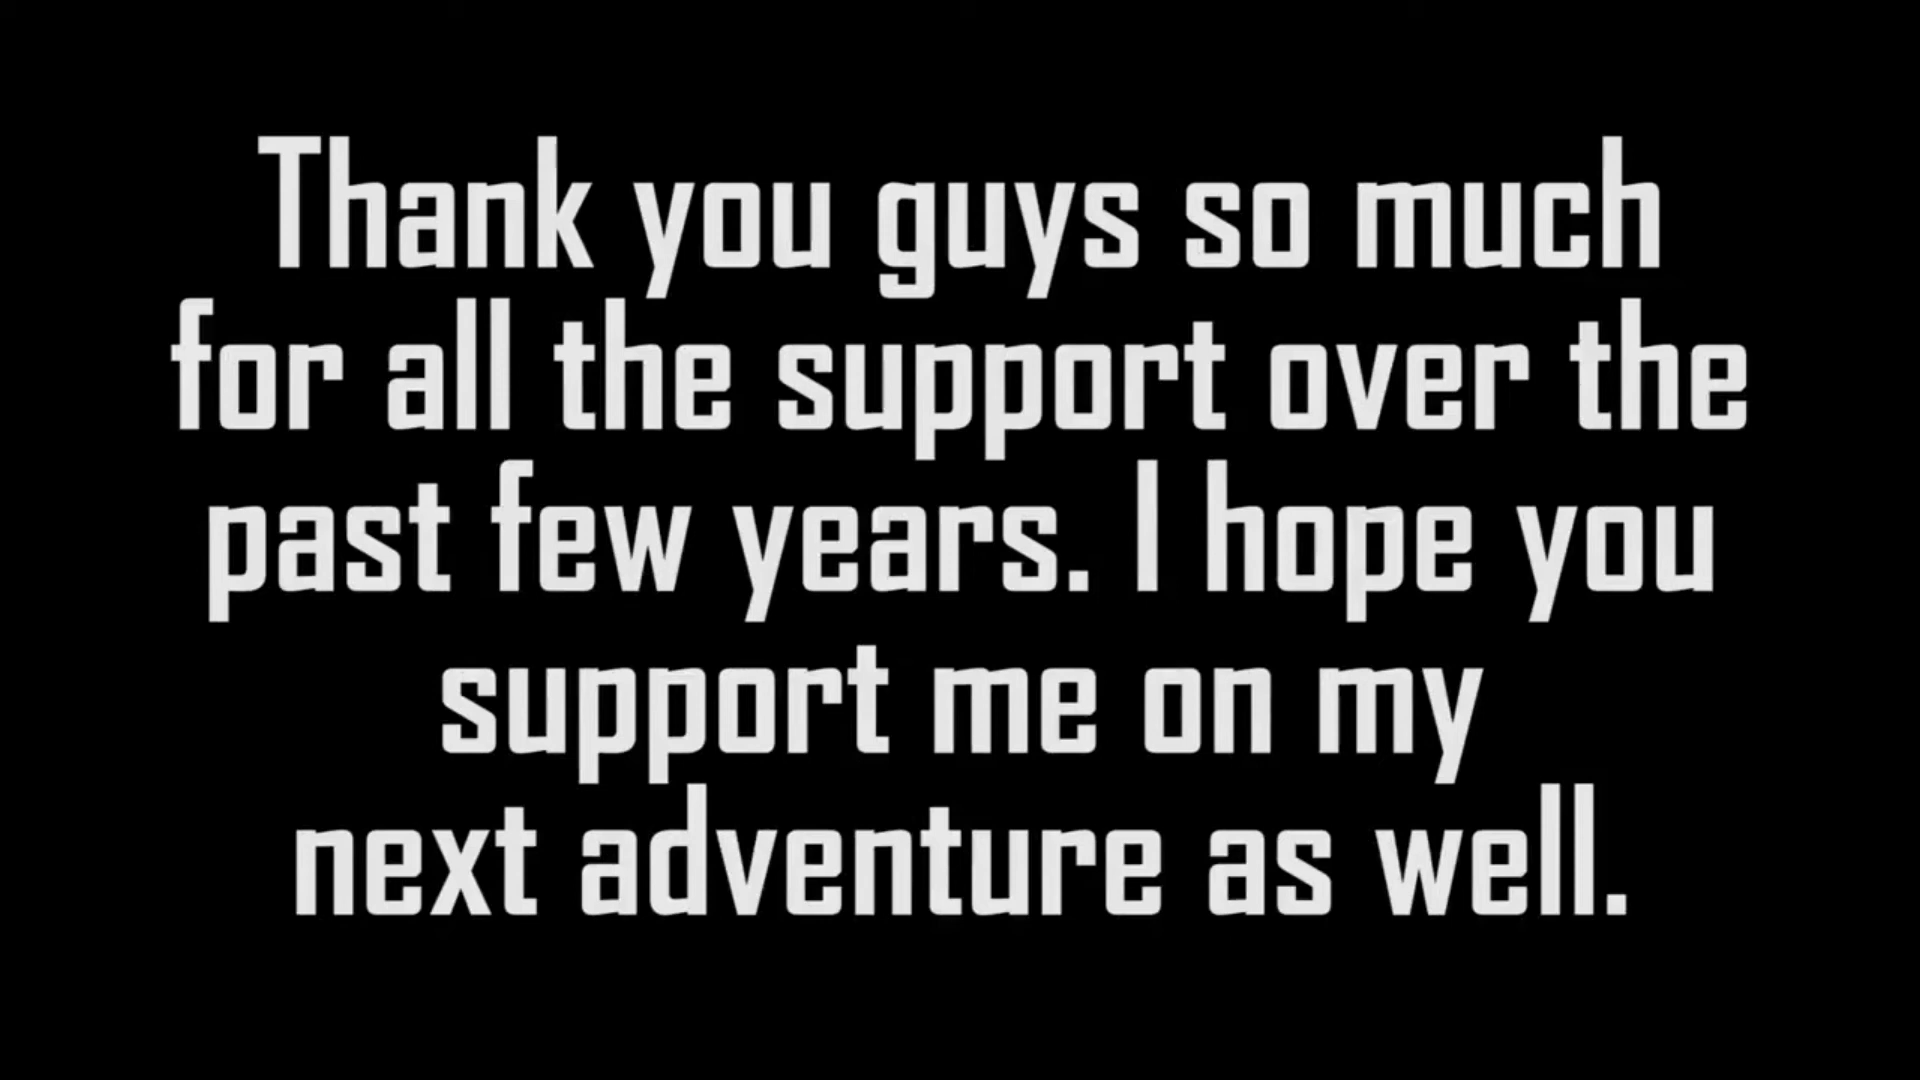 Thank you guys so much
for all the support over the
past few years. I hope you
support me on my
next adventure as well.